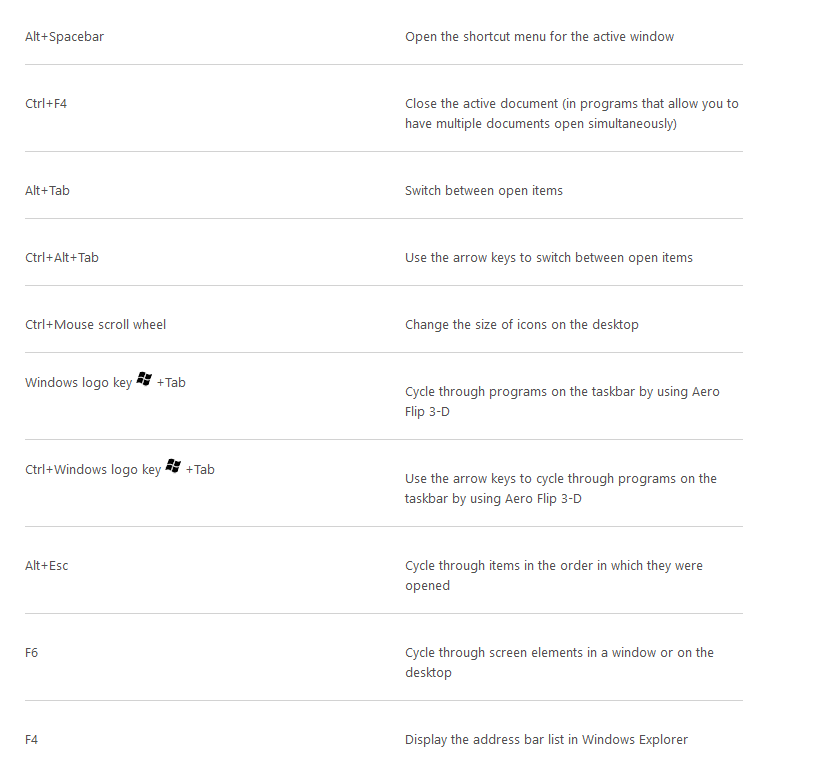 Alt+Spacebar Open the shortcut menu for the active window
Ctrl+F4 Close the active document (in programs that allow you to
have multiple documents open simultaneously)
Alt+Tab Switch between open items
Ctrl+Alt+Tab Use the arrow keys to switch between open items
Ctrl+Mouse scroll wheel Change the size of icons on the desktop
Windows logo key +Tab
Cycle through programs on the taskbar by using Aero
Flip 3-D
Ctrl+Windows logo key +Tab
Use the arrow keys to cycle through programs on the
taskbar by using Aero Flip 3-D
Alt+Esc Cycle through items in the order in which they were
opened
F6 Cycle through screen elements in a window or on the
desktop
F4 Display the address bar list in Windows Explorer